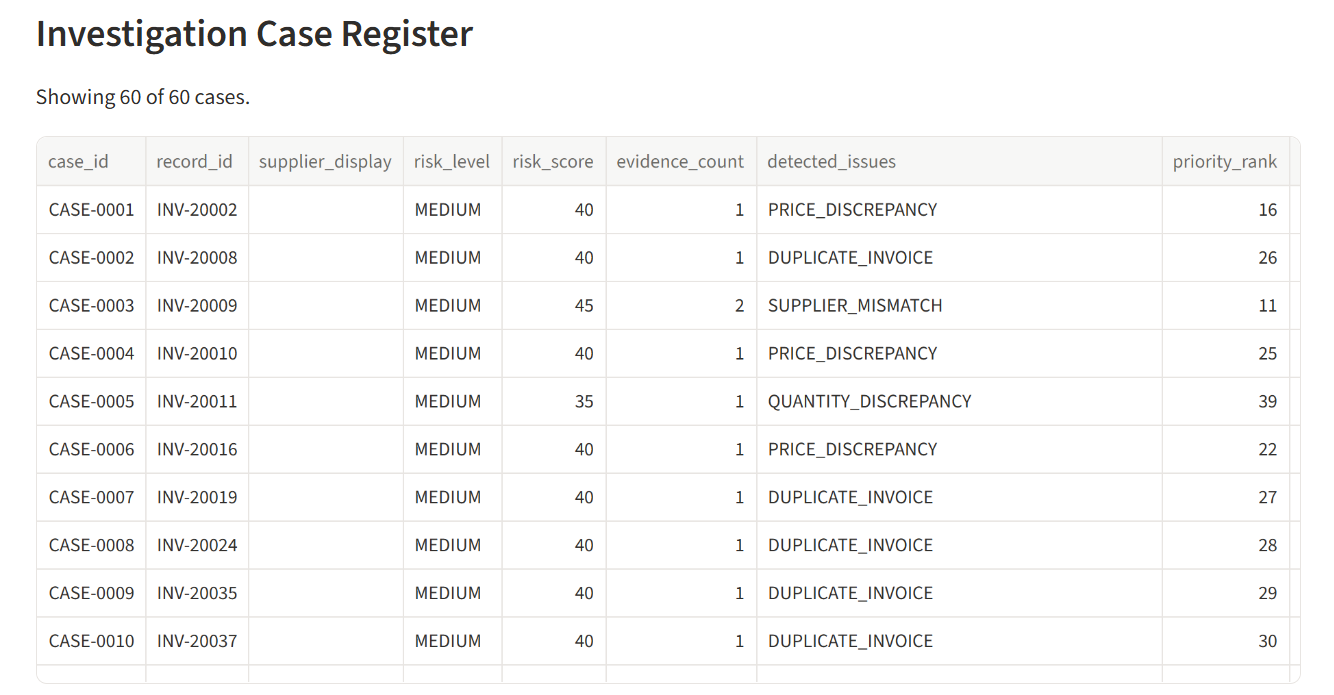 Investigation Case Register
Showing 60 of 60 cases.
case_id record_id supplier_display risk_level risk_score evidence_count detected_issues priority_rank
CASE-0001 INV-20002 MEDIUM 40 1 PRICE_DISCREPANCY 16
CASE-0002 INV-20008 MEDIUM 40 1 DUPLICATE_INVOICE 26
CASE-0003 INV-20009 MEDIUM 45 2 SUPPLIER_MISMATCH 11
CASE-0004 INV-20010 MEDIUM 40 1 PRICE_DISCREPANCY 25
CASE-0005 INV-20011 MEDIUM 35 1 QUANTITY_DISCREPANCY 39
CASE-0006 INV-20016 MEDIUM 40 1 PRICE_DISCREPANCY 22
CASE-0007 INV-20019 MEDIUM 40 1 DUPLICATE_INVOICE 27
CASE-0008 INV-20024 MEDIUM 40 1 DUPLICATE_INVOICE 28
CASE-0009 INV-20035 MEDIUM 40 1 DUPLICATE_INVOICE 29
CASE-0010 INV-20037 MEDIUM 40 1 DUPLICATE_INVOICE 30